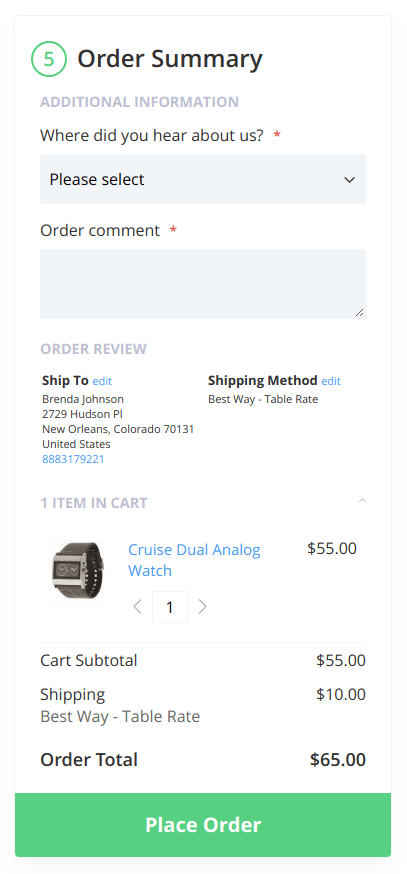 5 Order Summary
ADDITIONAL INFORMATION
Where did you hear about us? *
Please select
Order comment *
ORDER REVIEW
Ship To edit
Brenda Johnson
2729 Hudson Pl
New Orleans, Colorado 70131
United States
8883179221
Shipping Method edit
Best Way - Table Rate
1 ITEM IN CART
Cruise Dual Analog
Watch
$55.00
1
Cart Subtotal $55.00
Shipping $10.00
Best Way - Table Rate
Order Total $65.00
Place Order